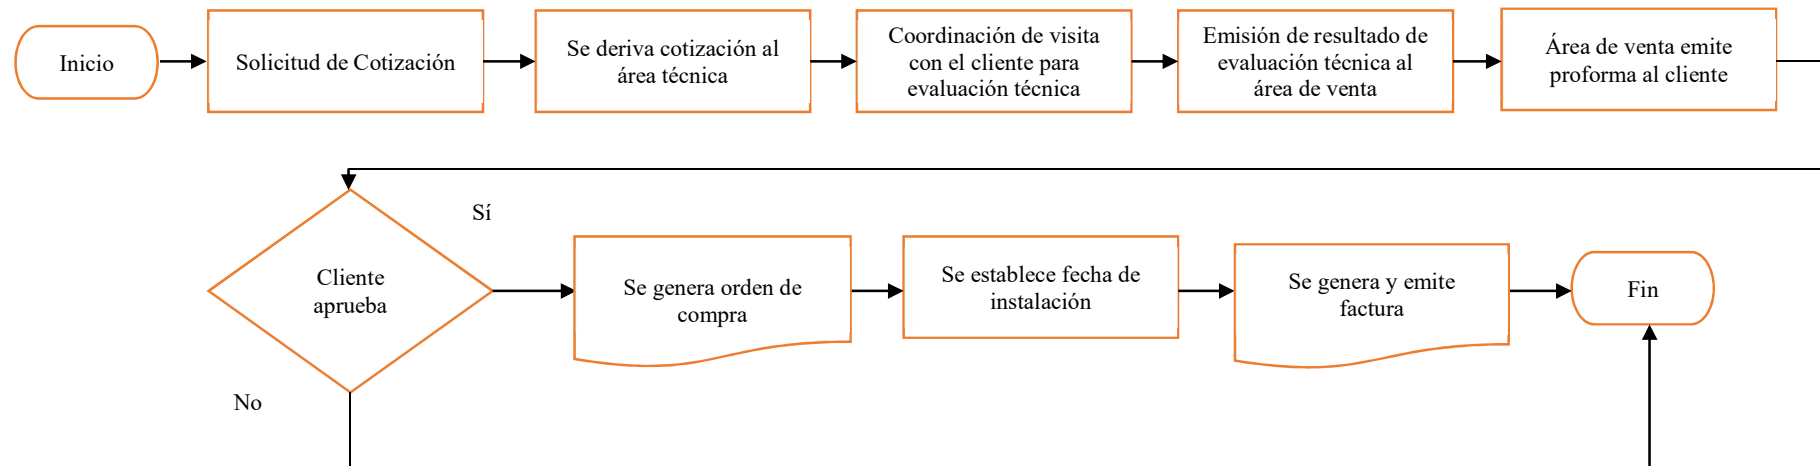 Inicio
Solicitud de Cotización
Se deriva cotización al
área técnica
Coordinación de visita
con el cliente para
evaluación técnica
Emisión de resultado de
evaluación técnica al
área de venta
Área de venta emite
proforma al cliente
Cliente
aprueba
Sí
Se genera orden de
compra
Se establece fecha de
instalación
Se genera y emite
factura
Fin
No